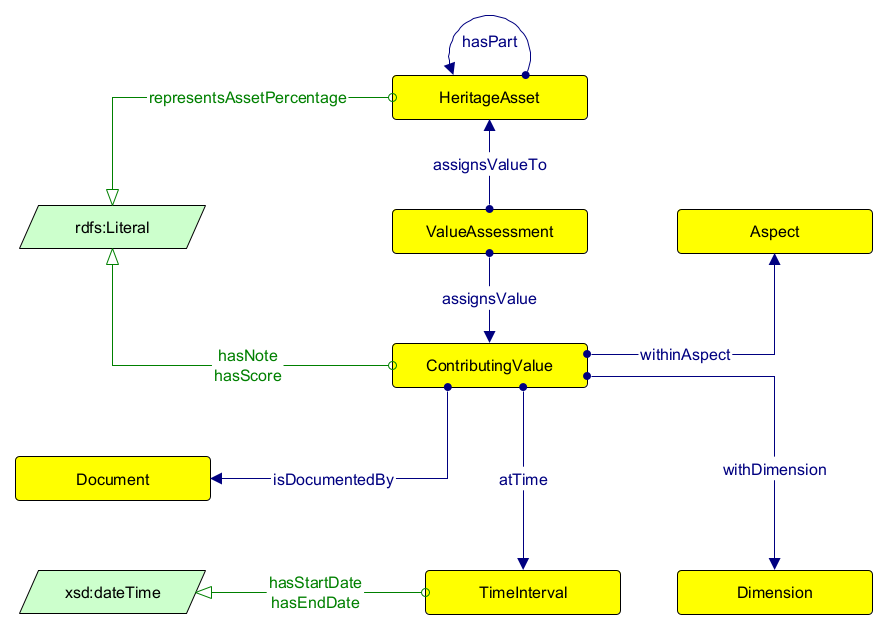 hasPart
representsAssetPercentage
HeritageAsset
assignsValueTo
rdfs:Literal
ValueAssessment
Aspect
assignsValue
hasNote
hasScore
ContributingValue
withinAspect
Document
isDocumentedBy
atTime
withDimension
xsd:dateTime
hasStartDate
hasEndDate
TimeInterval
Dimension